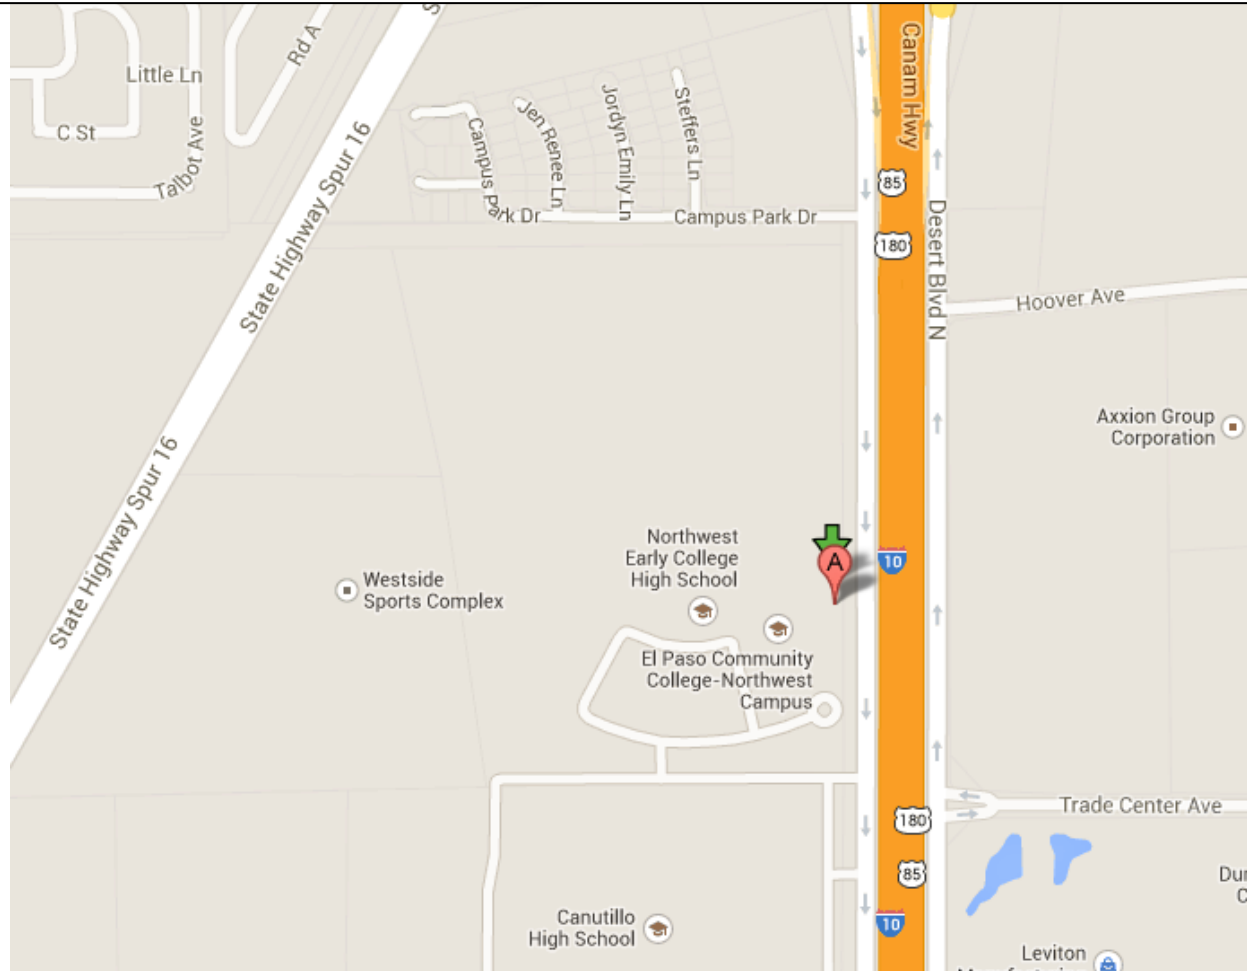 Rd A
Canam Hwy
Little Ln
C St
Talbot Ave
Jen Renee Ln
Jordyn Emily Ln
Steffers Ln
Campus Park Dr
Campus Park Dr
State Highway Spur 16
85
180
Desert Blvd N
Hoover Ave
Axxion Group
Corporation
State Highway Spur 16
Northwest
Early College
High School
A
10
Westside
Sports Complex
El Paso Community
College-Northwest
Campus
Trade Center Ave
180
85
Canutillo
High School
10
Leviton